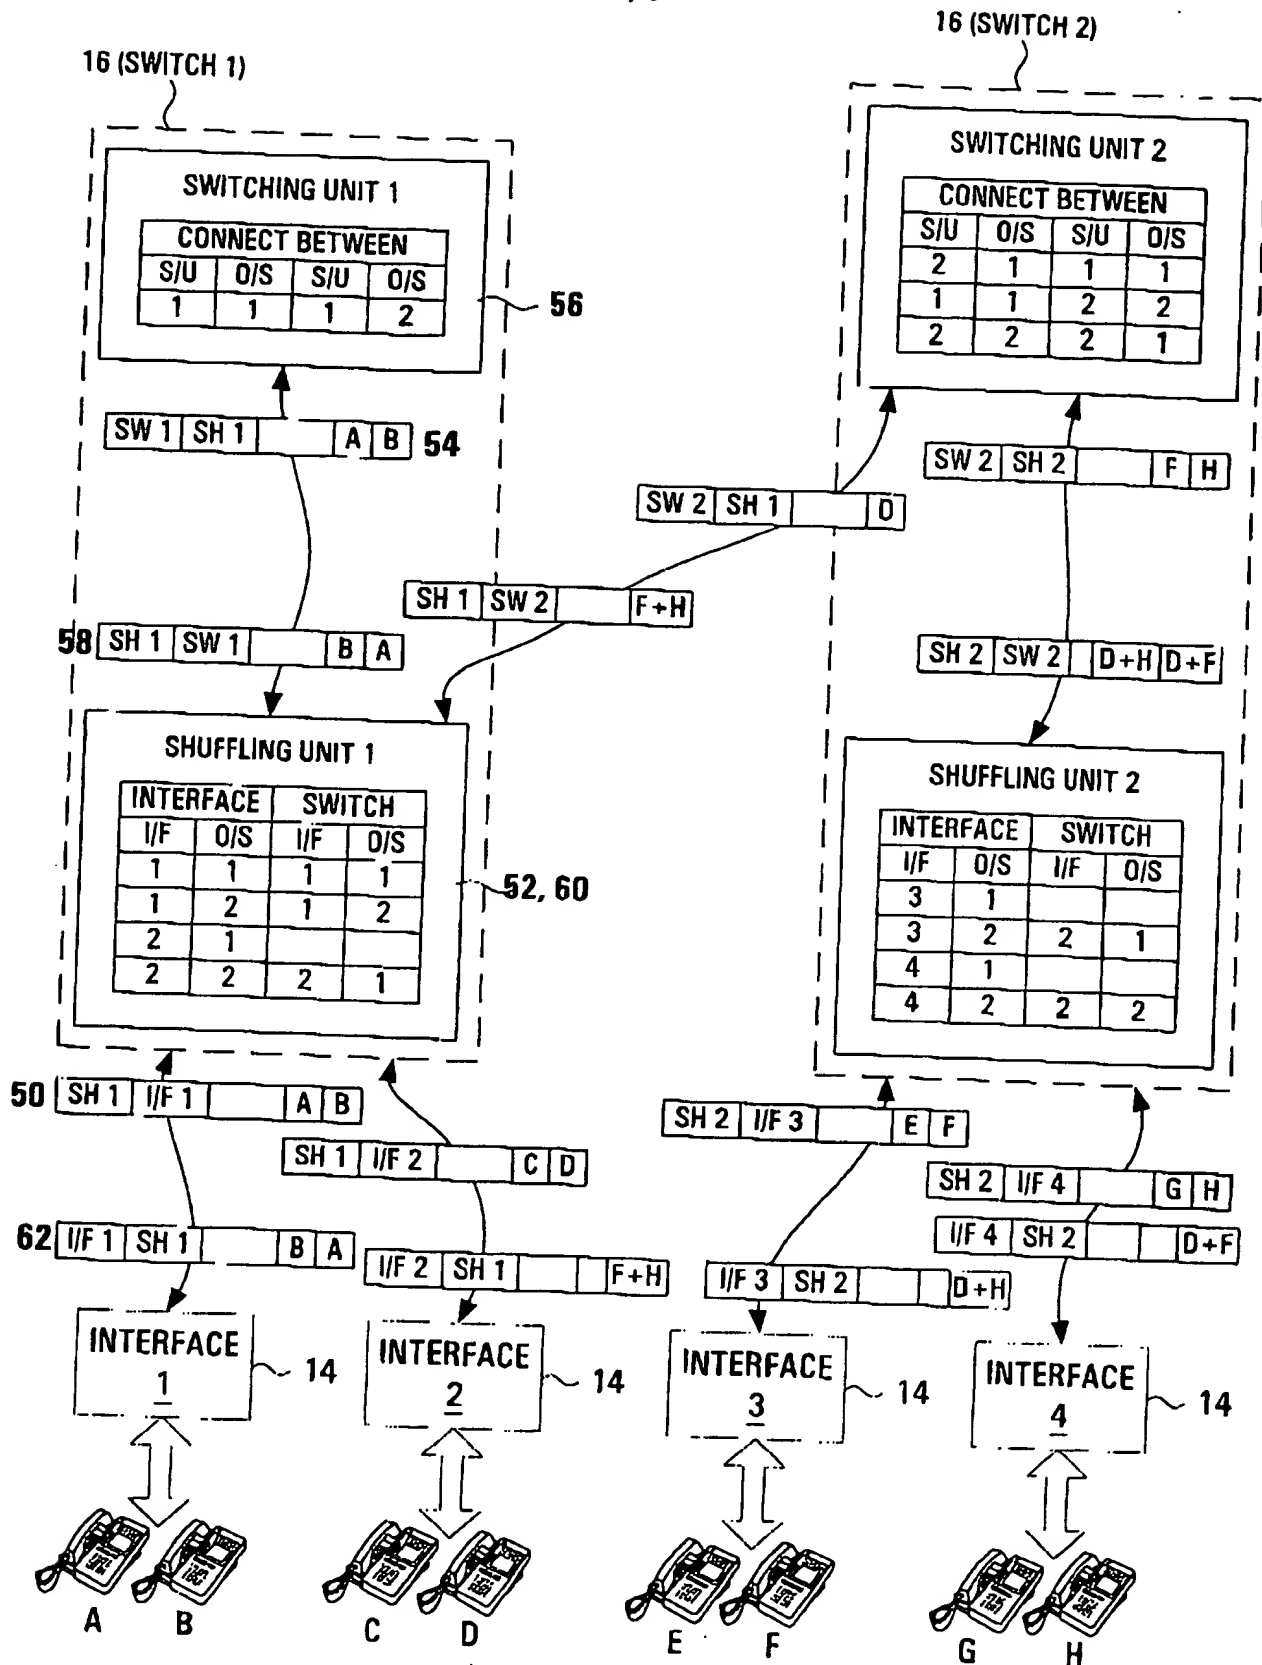 16 (SWITCH 1)
16 (SWITCH 2)
SWITCHING UNIT 1
CONNECT BETWEEN
S/U O/S S/U O/S
1 1 1 2
56
SWITCHING UNIT 2
CONNECT BETWEEN
S/U O/S S/U O/S
2 1 1 1
1 1 2 2
2 2 2 1
SW 1 SH 1 A B 54
SW 2 SH 2 F H
SW 2 SH 1 D
SH 1 SW 2 F+H
58 SH 1 SW 1 B A
SH 2 SW 2 D+H D+F
SHUFFLING UNIT 1
INTERFACE SWITCH
I/F O/S I/F O/S
1 1 1 1
1 2 1 2
2 1
2 2 2 1
52, 60
SHUFFLING UNIT 2
INTERFACE SWITCH
I/F O/S I/F O/S
3 1
3 2 2 1
4 1
4 2 2 2
50 SH 1 I/F 1 A B
SH 1 I/F 2 C D
SH 2 I/F 3 E F
SH 2 I/F 4 G H
62 I/F 1 SH 1 B A
I/F 2 SH 1 F+H
I/F 3 SH 2 D+H
I/F 4 SH 2 D+F
INTERFACE
1
14
INTERFACE
2
14
INTERFACE
3
14
INTERFACE
4
14
A B C D E F G H